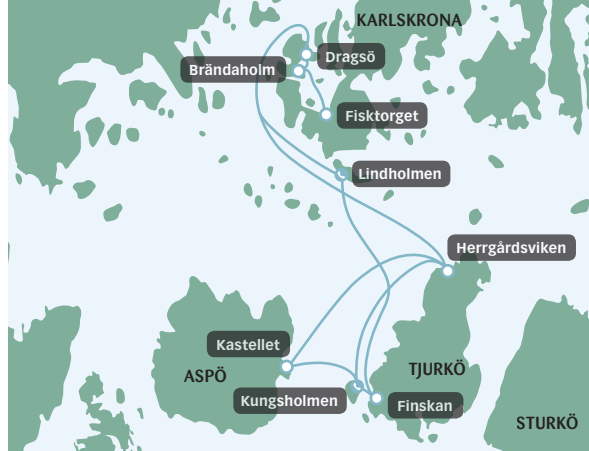 KARLSKRONA
Dragsö
Brändaholm
Fisktorget
Lindholmen
Herrgårdsviken
Kastellet
ASPÖ
TJURKÖ
Kungsholmen
Finskan
STURKÖ